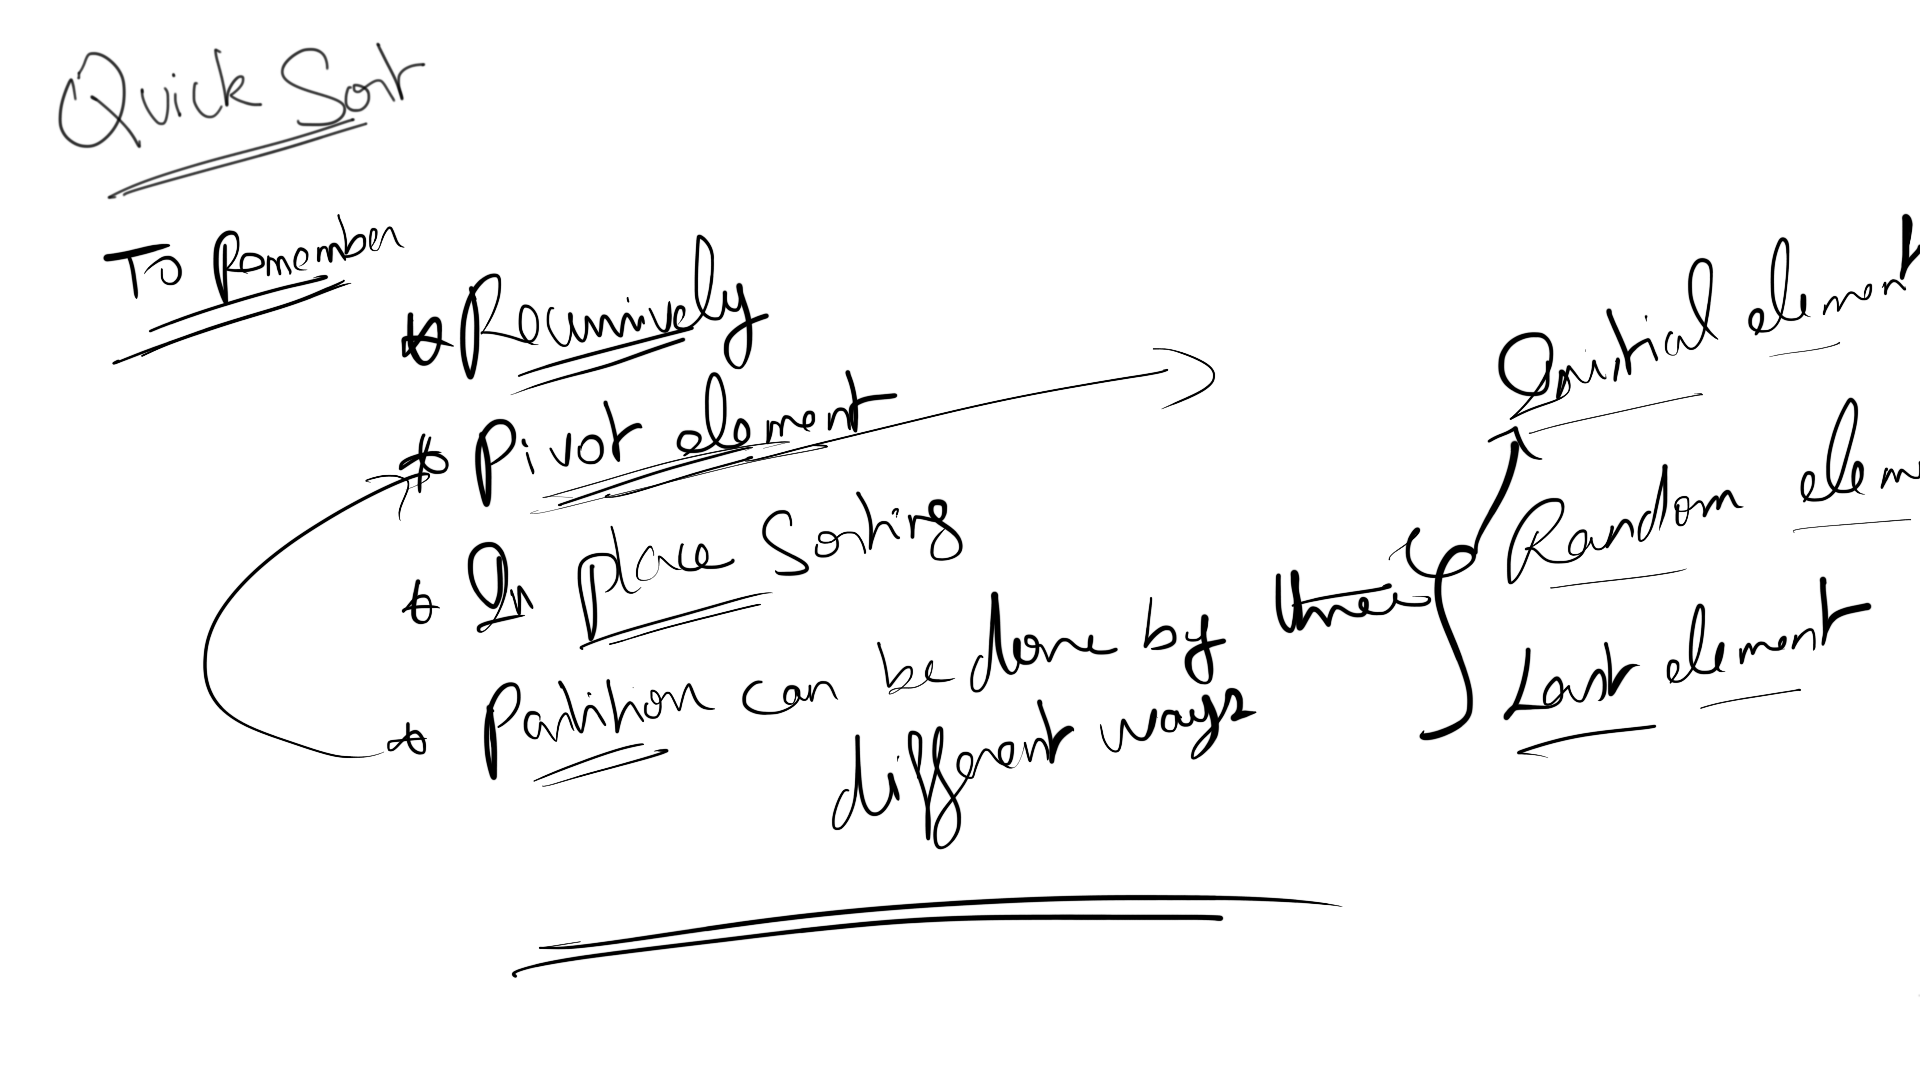 Quick Sort
To Remember
* Recursively
* Pivot element
* In place Sorting
* Partition can be done by three
different ways
Initial element
Random elem
Last element